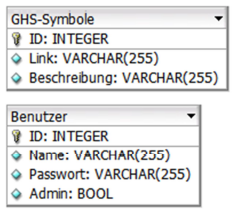 GHS-Symbole
ID: INTEGER
Link: VARCHAR(255)
Beschreibung: VARCHAR(255)
Benutzer
ID: INTEGER
Name: VARCHAR(255)
Passwort: VARCHAR(255)
Admin: BOOL